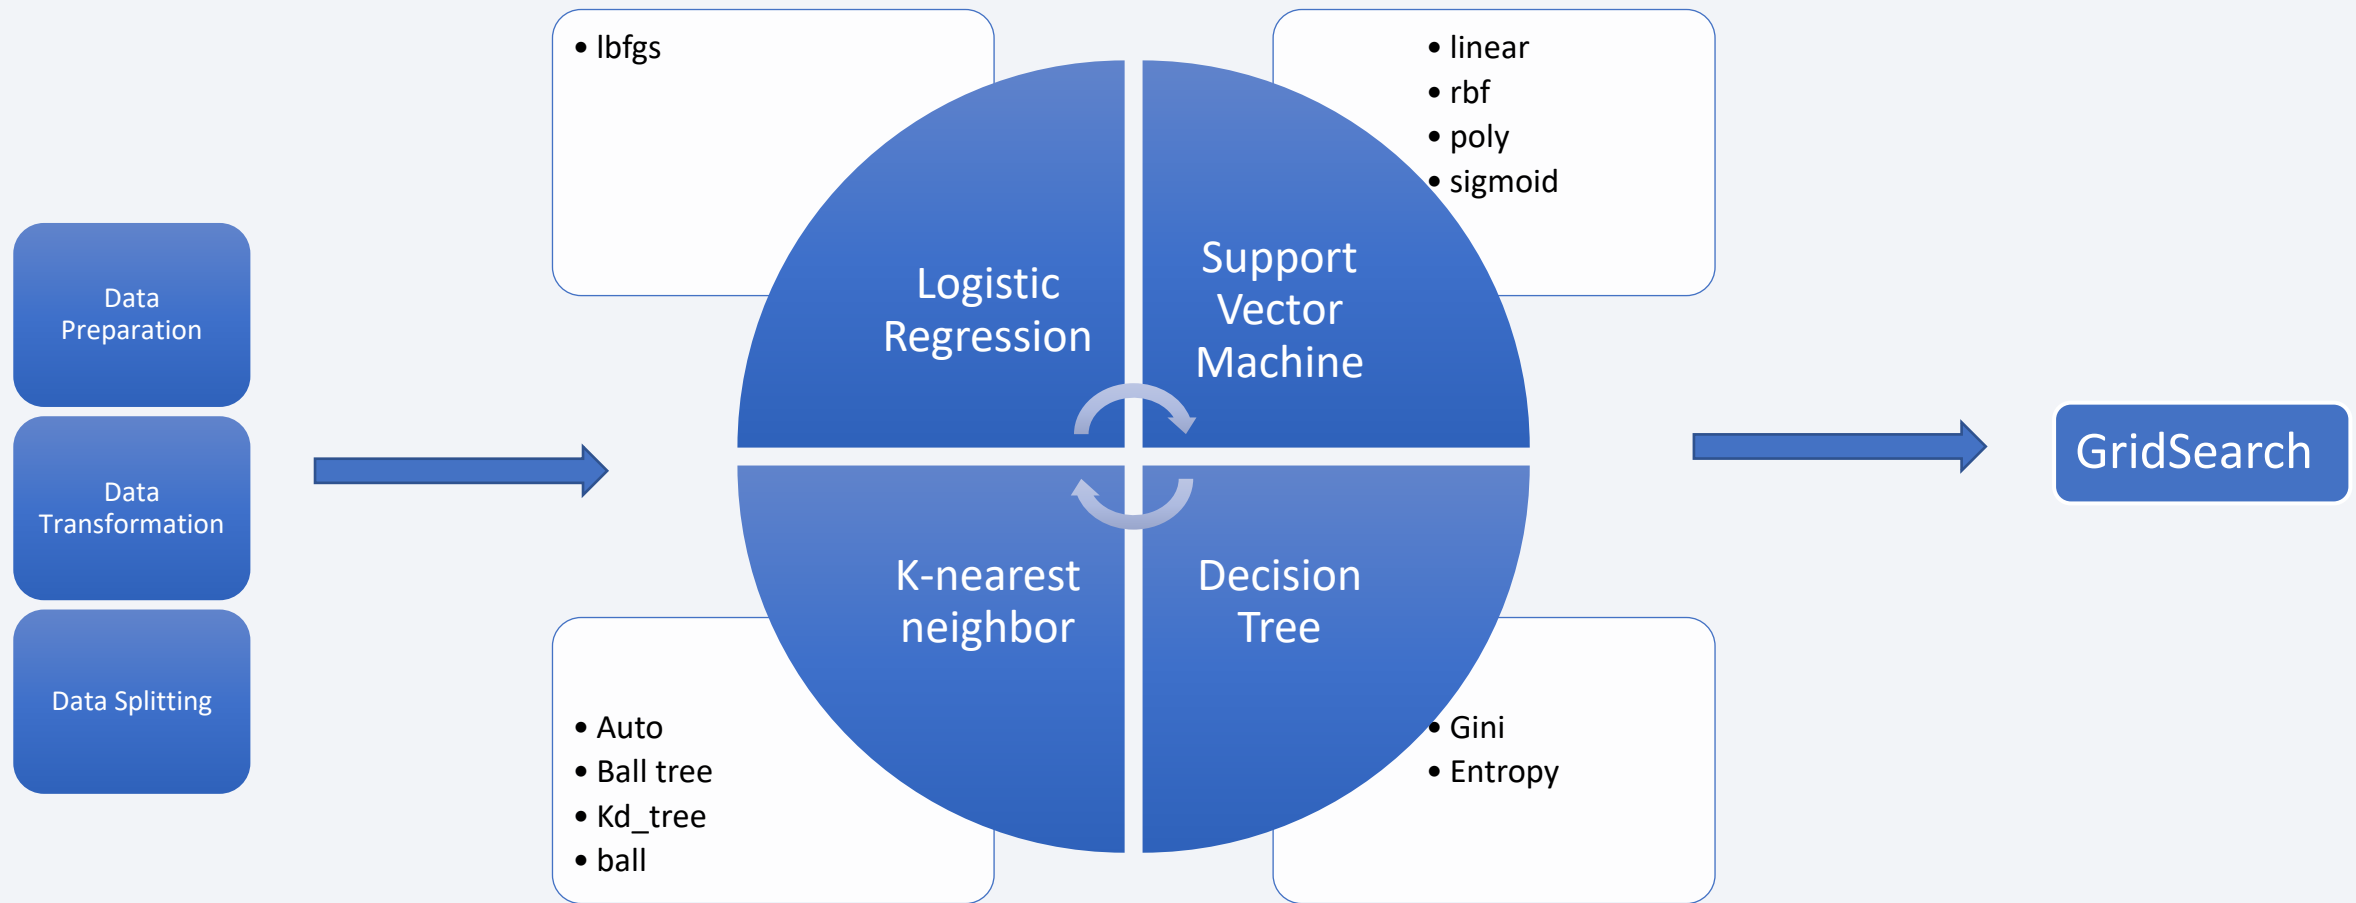 Data
Preparation
Data
Transformation
Data Splitting
• lbfgs
Logistic
Regression
• linear
• rbf
• poly
• sigmoid
Support
Vector
Machine
K-nearest
neighbor
• Auto
• Ball tree
• Kd_tree
• ball
Decision
Tree
• Gini
• Entropy
GridSearch